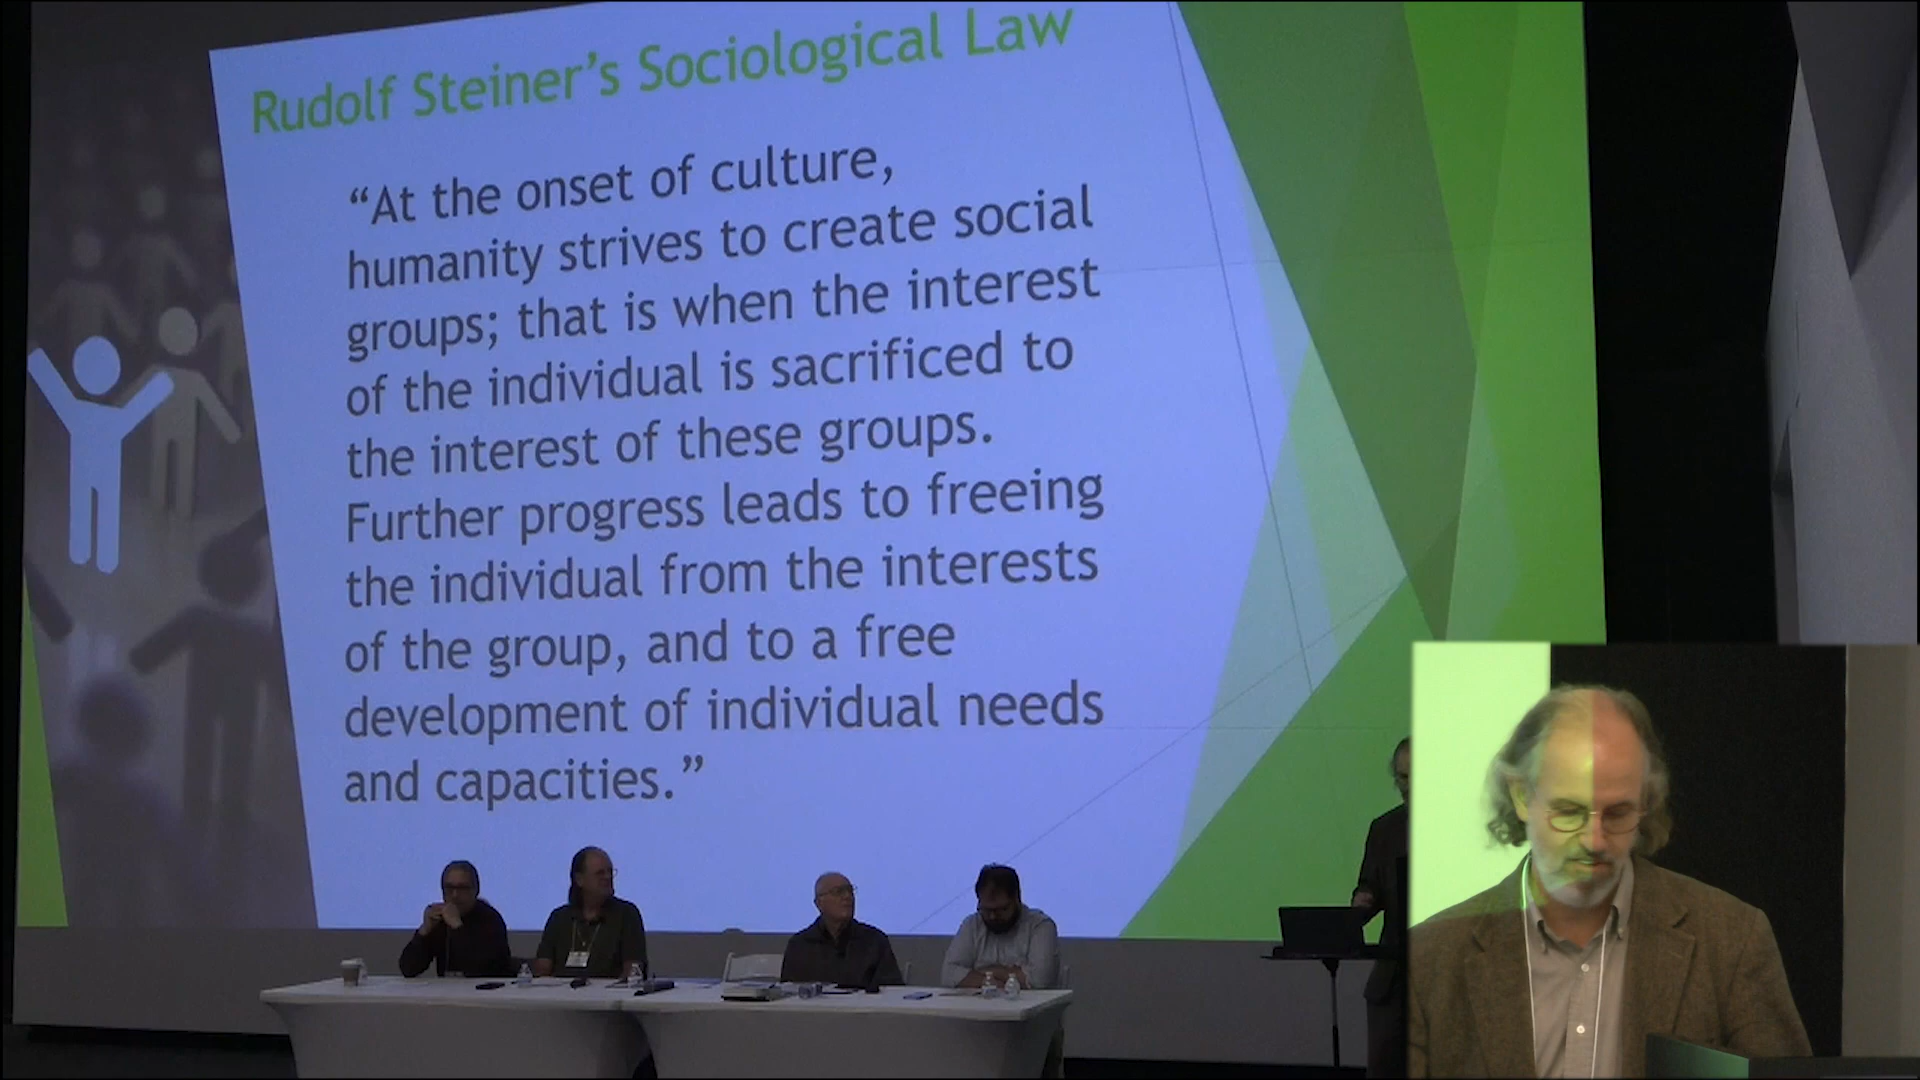 Rudolf Steiner’s Sociological Law
“At the onset of culture,
humanity strives to create social
groups; that is when the interest
of the individual is sacrificed to
the interest of these groups.
Further progress leads to freeing
the individual from the interests
of the group, and to a free
development of individual needs
and capacities.”